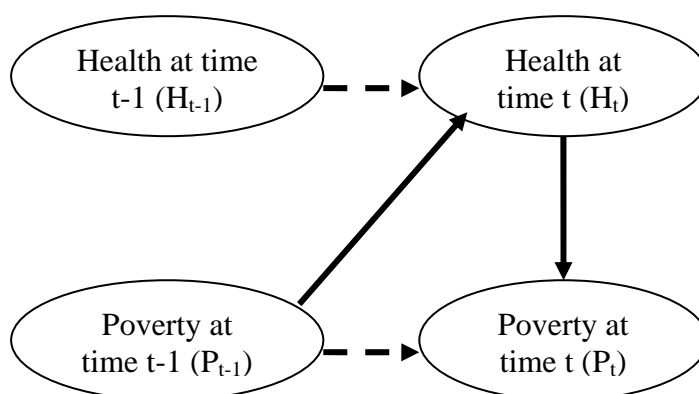 Health at time
t-1 (Ht-1)
Health at
time t (Ht)
Poverty at
time t-1 (Pt-1)
Poverty at
time t (Pt)